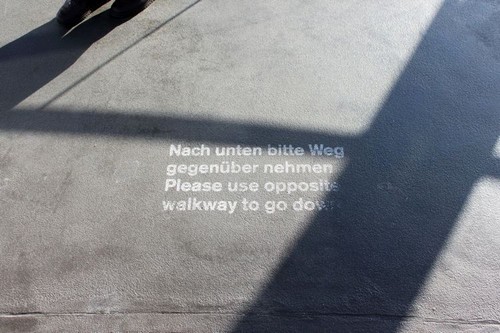 Nach unten bitte Weg
gegenüber nehmen
Please use opposite
walkway to go down